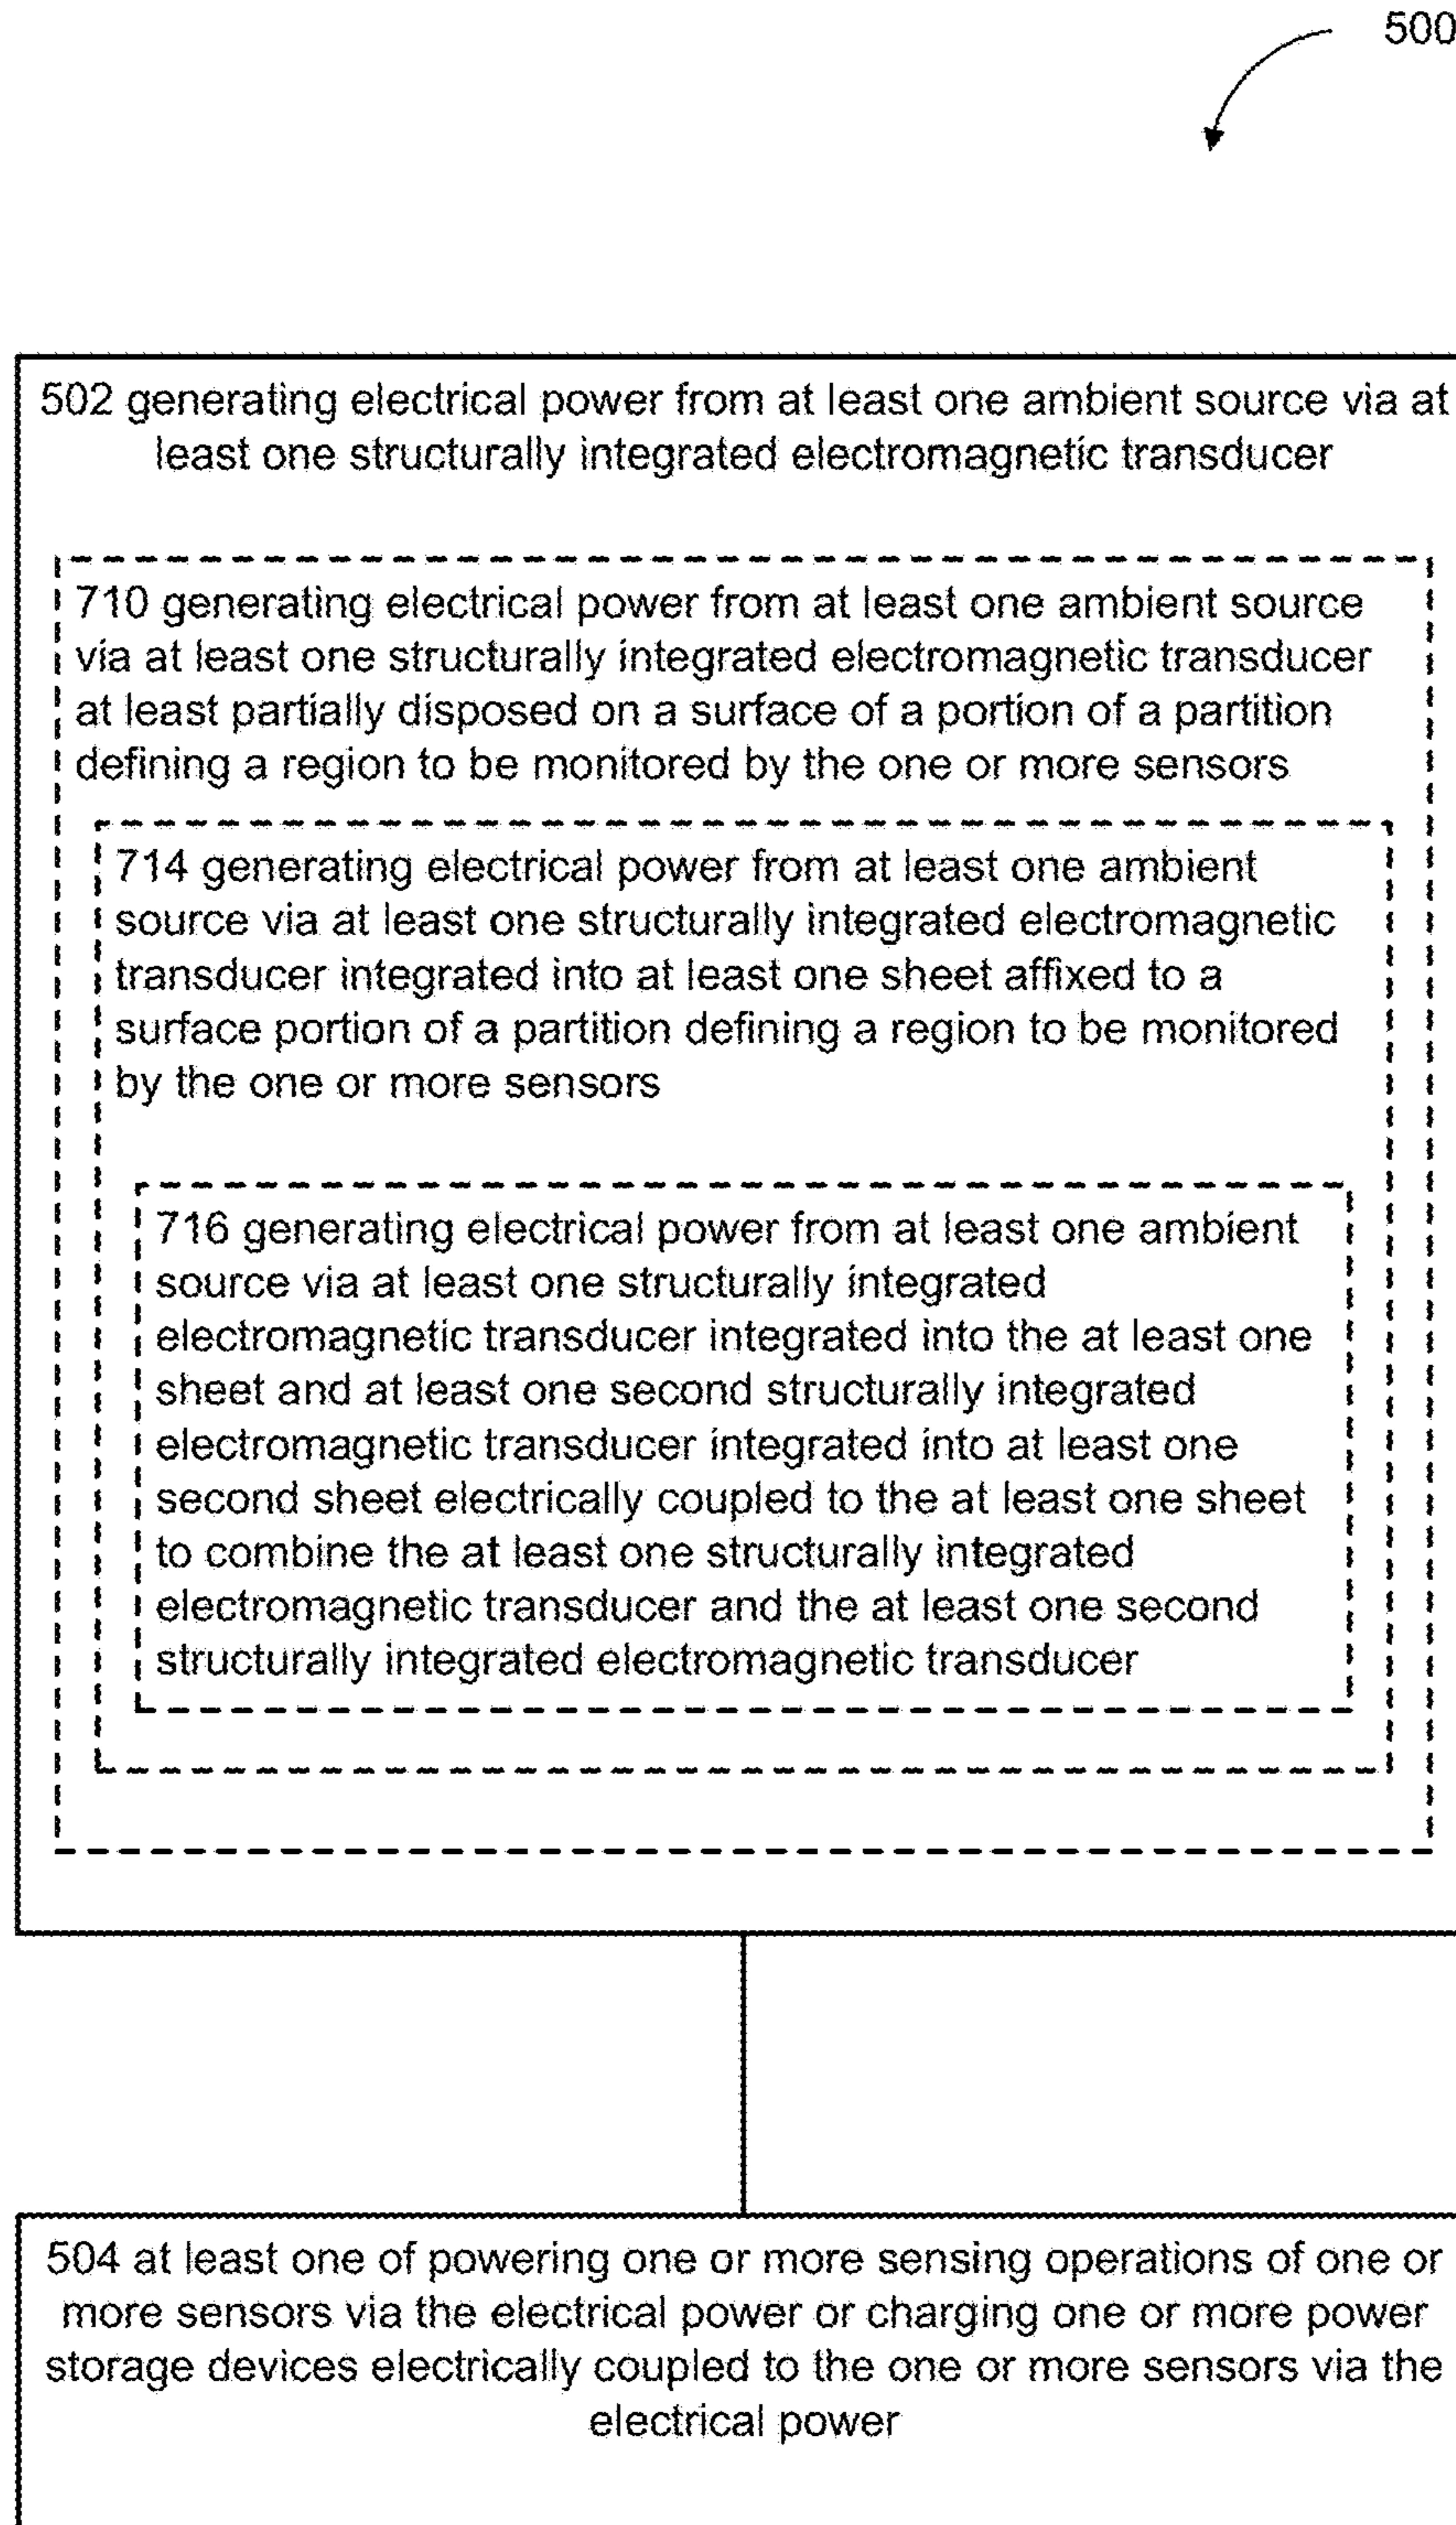 500
502 generating electrical power from at least one ambient source via at
least one structurally integrated electromagnetic transducer
710 generating electrical power from at least one ambient source
via at least one structurally integrated electromagnetic transducer
at least partially disposed on a surface of a portion of a partition
defining a region to be monitored by the one or more sensors
714 generating electrical power from at least one ambient
source via at least one structurally integrated electromagnetic
transducer integrated into at least one sheet affixed to a
surface portion of a partition defining a region to be monitored
by the one or more sensors
716 generating electrical power from at least one ambient
source via at least one structurally integrated
electromagnetic transducer integrated into the at least one
sheet and at least one second structurally integrated
electromagnetic transducer integrated into at least one
second sheet electrically coupled to the at least one sheet
to combine the at least one structurally integrated
electromagnetic transducer and the at least one second
structurally integrated electromagnetic transducer
504 at least one of powering one or more sensing operations of one or
more sensors via the electrical power or charging one or more power
storage devices electrically coupled to the one or more sensors via the
electrical power